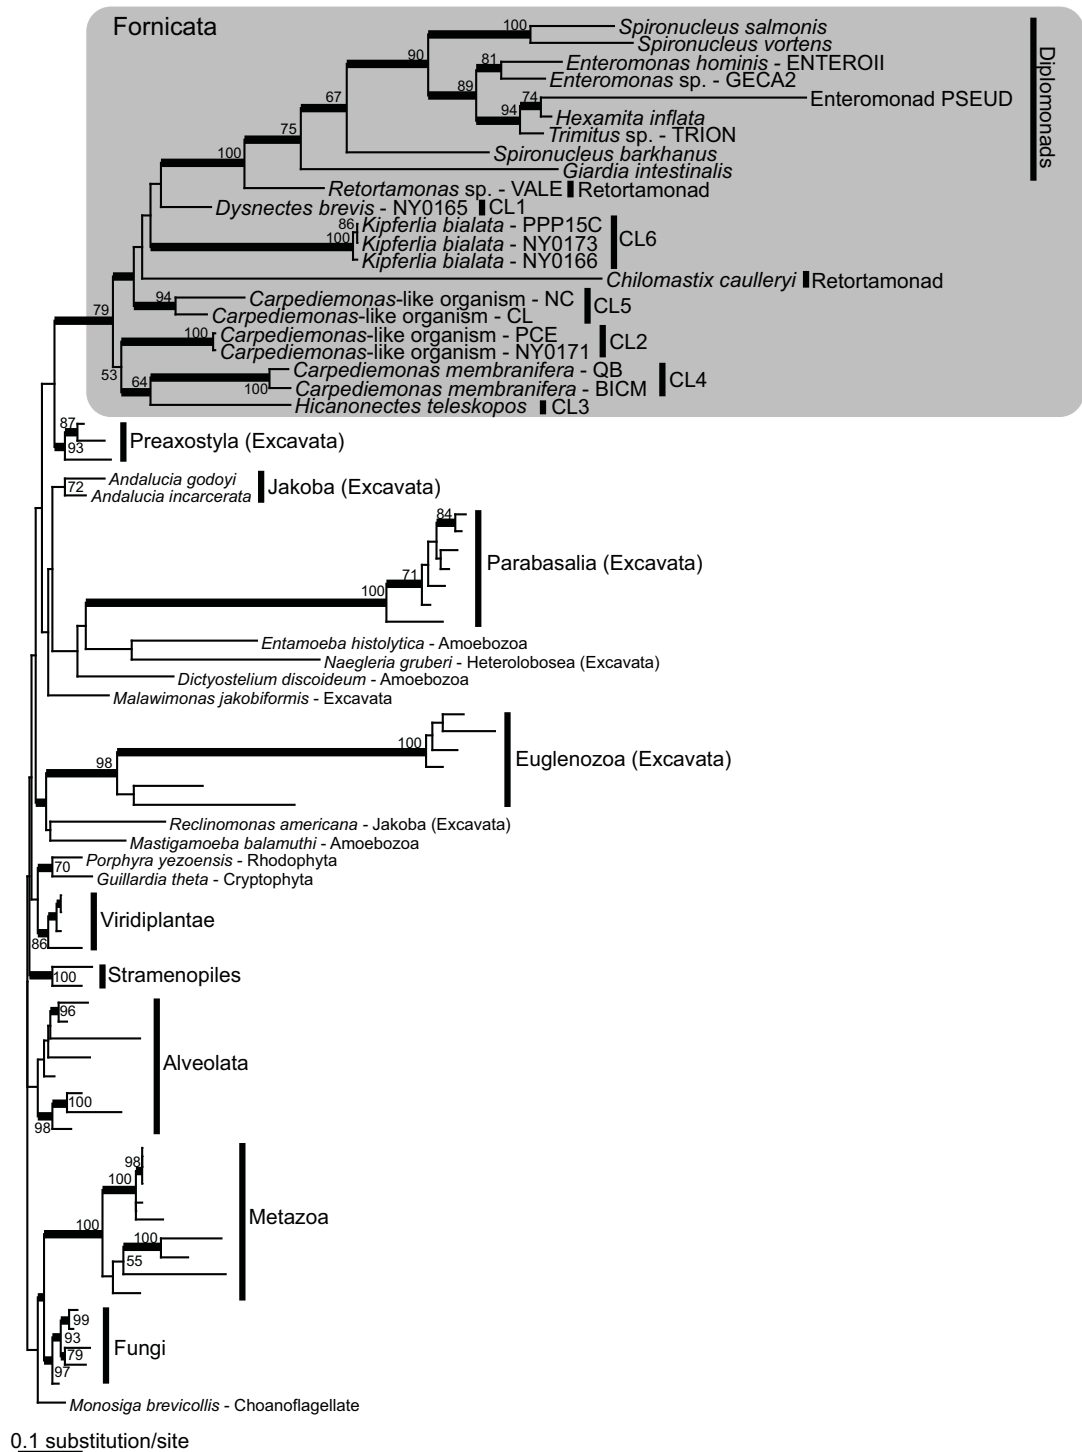 Fornicata
100
Spironucleus salmonis
Spironucleus vortens
90
81
Enteromonas hominis - ENTEROII
Enteromonas sp. - GECA2
89
74
Enteromonad PSEUD
67
94
Hexamita inflata
Trimitus sp. - TRION
75
Spironucleus barkhanus
Giardia intestinalis
Diplomonads
100
Retortamonas sp. - VALE
Retortamonad
Dysnectes brevis - NY0165
CL1
86
Kipferlia bialata - PPP15C
100
Kipferlia bialata - NY0173
CL6
Kipferlia bialata - NY0166
Chilomastix caulleryi
Retortamonad
94
Carpediemonas-like organism - NC
CL5
Carpediemonas-like organism - CL
79
100
Carpediemonas-like organism - PCE
CL2
Carpediemonas-like organism - NY0171
53
64
Carpediemonas membranifera - QB
CL4
100
Carpediemonas membranifera - BICM
Hicanonectes teleskopos
CL3
87
93
Preaxostyla (Excavata)
72
Andalucia godoyi
Andalucia incarcerata
Jakoba (Excavata)
84
71
100
Parabasalia (Excavata)
Entamoeba histolytica - Amoebozoa
Naegleria gruberi - Heterolobosea (Excavata)
Dictyostelium discoideum - Amoebozoa
Malawimonas jakobiformis - Excavata
100
98
Euglenozoa (Excavata)
Reclinomonas americana - Jakoba (Excavata)
Mastigamoeba balamuthi - Amoebozoa
70
Porphyra yezoensis - Rhodophyta
Guillardia theta - Cryptophyta
86
Viridiplantae
100
Stramenopiles
96
Alveolata
100
98
98
100
100
Metazoa
100
55
99
93
79
97
Fungi
Monosiga brevicollis - Choanoflagellate
0.1 substitution/site